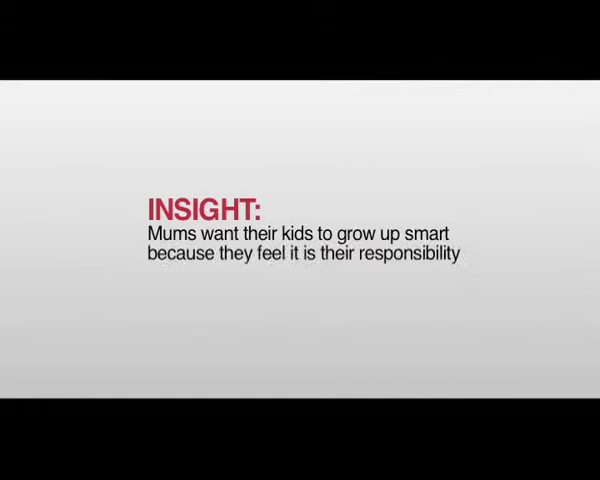 INSIGHT:
Mums want their kids to grow up smart
because they feel it is their responsibility